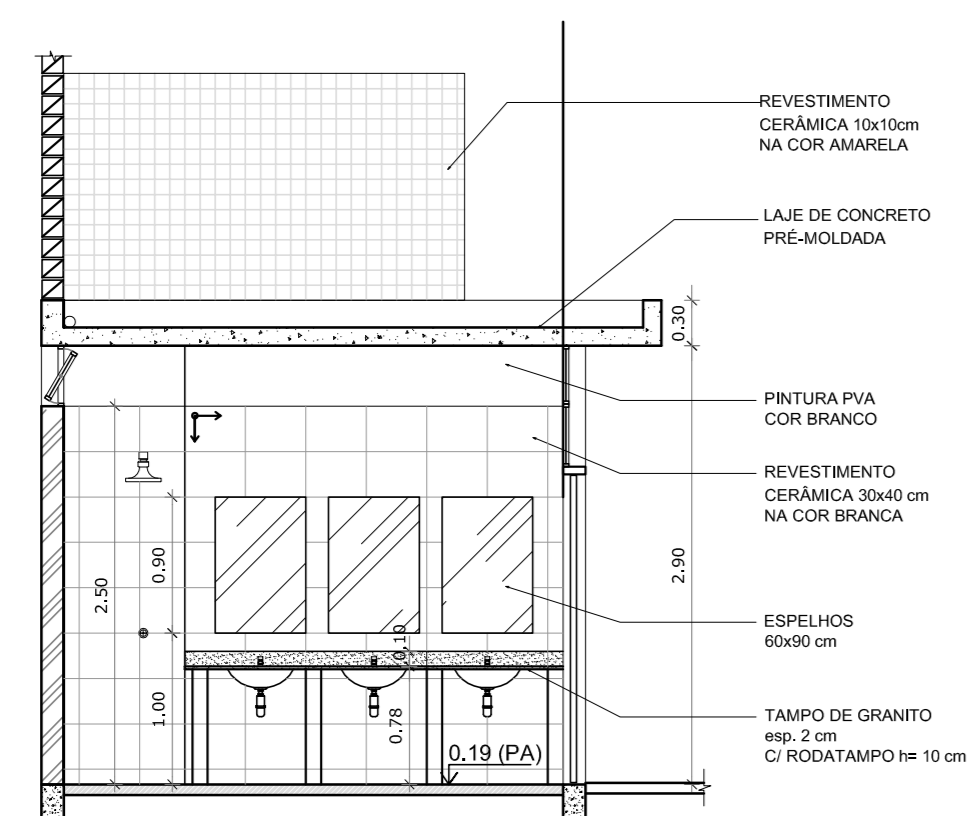 REVESTIMENTO
CERÂMICA 10x10cm
NA COR AMARELA
LAJE DE CONCRETO
PRÉ-MOLDADA
0.30
PINTURA PVA
COR BRANCO
REVESTIMENTO
CERÂMICA 30x40 cm
NA COR BRANCA
0.90
2.50
2.90
ESPELHOS
60x90 cm
0.10
1.00
0.78
TAMPO DE GRANITO
esp. 2 cm
C/ RODATAMPO h= 10 cm
0.19 (PA)